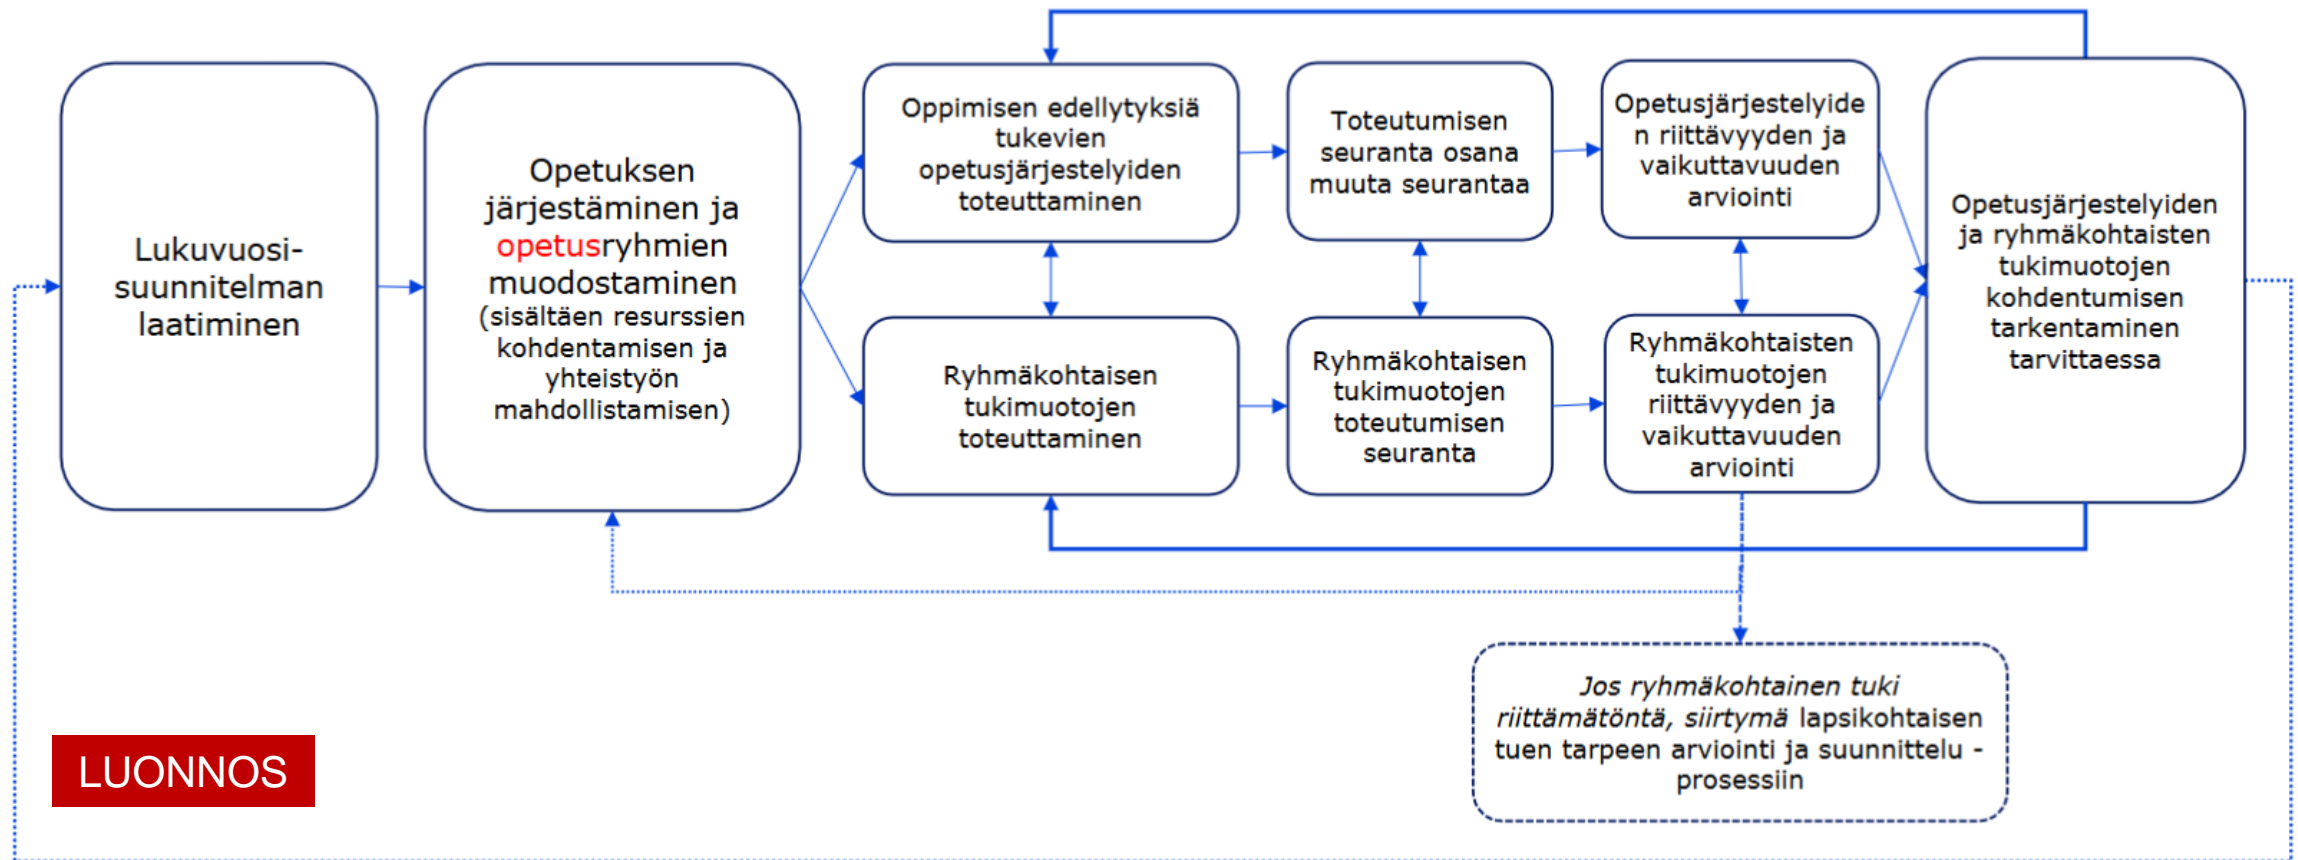 Lukuvuosi-
suunnitelman
laatiminen
Opetuksen
järjestäminen ja
opetusryhmien
muodostaminen
(sisältäen resurssien
kohdentamisen ja
yhteistyön
mahdollistamisen)
Oppimisen edellytyksiä
tukevien
opetusjärjestelyiden
toteuttaminen
Toteutumisen
seuranta osana
muuta seurantaa
Opetusjärjestelyide
n riittävyyden ja
vaikuttavuuden
arviointi
Ryhmäkohtaisen
tukimuotojen
toteuttaminen
Ryhmäkohtaisen
tukimuotojen
toteutumisen
seuranta
Ryhmäkohtaisten
tukimuotojen
riittävyyden ja
vaikuttavuuden
arviointi
Opetusjärjestelyiden
ja ryhmäkohtaisten
tukimuotojen
kohdentumisen
tarkentaminen
tarvittaessa
Jos ryhmäkohtainen tuki
riittämätöntä, siirtymä lapsikohtaisen
tuen tarpeen arviointi ja suunnittelu -
prosessiin
LUONNOS